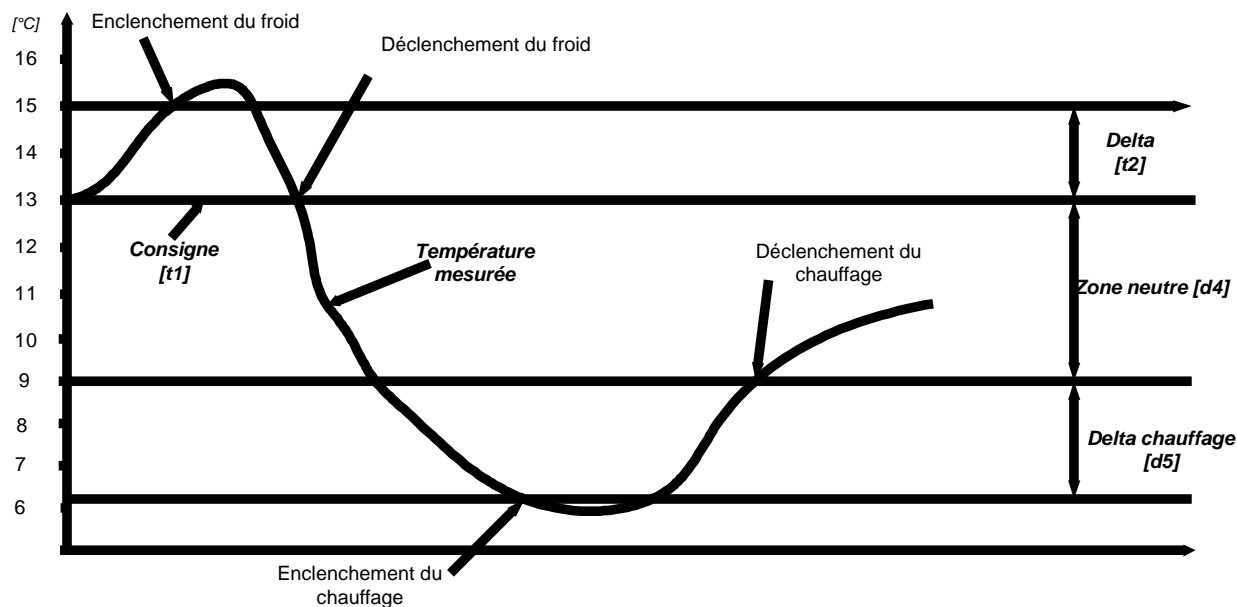 [°C]
Enclenchement du froid
Déclenchement du froid
16
15
14
Delta
[t2]
13
12
Consigne
[t1]
Température
mesurée
Déclenchement du
chauffage
11
Zone neutre [d4]
10
9
8
Delta chauffage
[d5]
7
6
Enclenchement du
chauffage